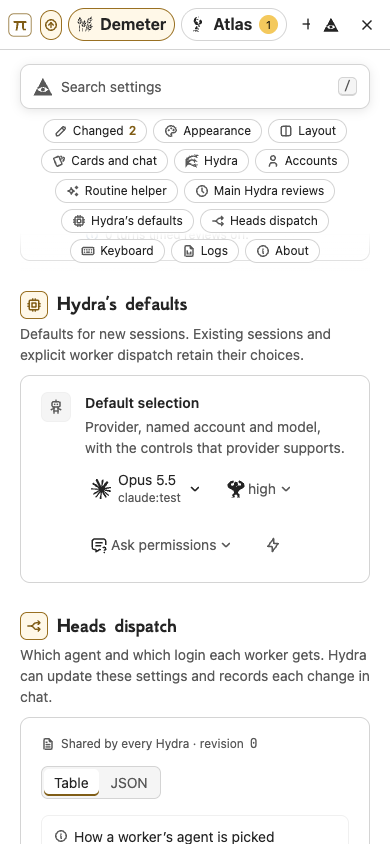 π
Demeter
Atlas 1
Search settings /
Changed 2
Appearance
Layout
Cards and chat
Hydra
Accounts
Routine helper
Main Hydra reviews
Hydra's defaults
Heads dispatch
Keyboard
Logs
About
Hydra's defaults
Defaults for new sessions. Existing sessions and
explicit worker dispatch retain their choices.
Default selection
Provider, named account and model,
with the controls that provider supports.
Opus 5.5
claude:test
high
Ask permissions
Heads dispatch
Which agent and which login each worker gets. Hydra
can update these settings and records each change in
chat.
Shared by every Hydra · revision 0
Table
JSON
How a worker's agent is picked